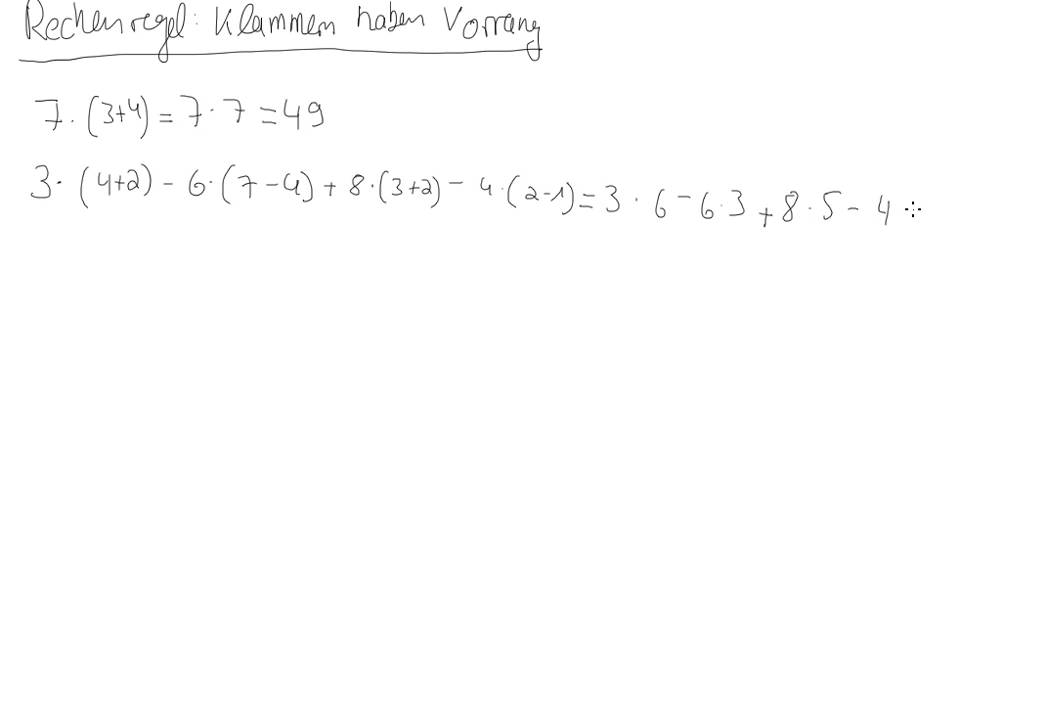 Rechenregel: Klammern haben Vorrang
7·(3+4)=7·7=49
3·(4+2)-6·(7-4)+8·(3+2)-4·(2-1)=3·6-6·3+8·5-4·